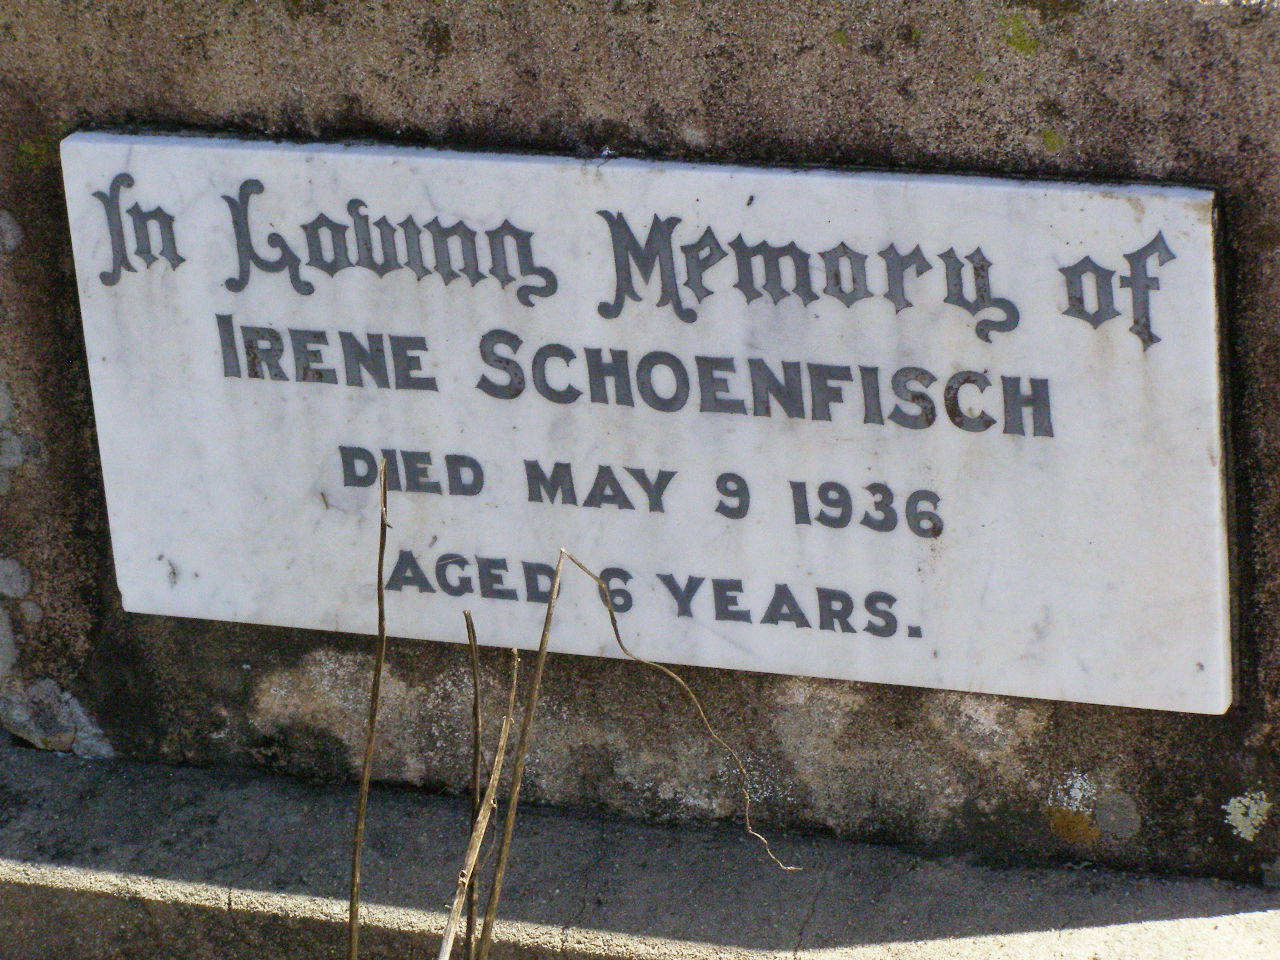 In Loving Memory of
IRENE SCHOENFISCH
DIED MAY 9 1936
AGED 6 YEARS.